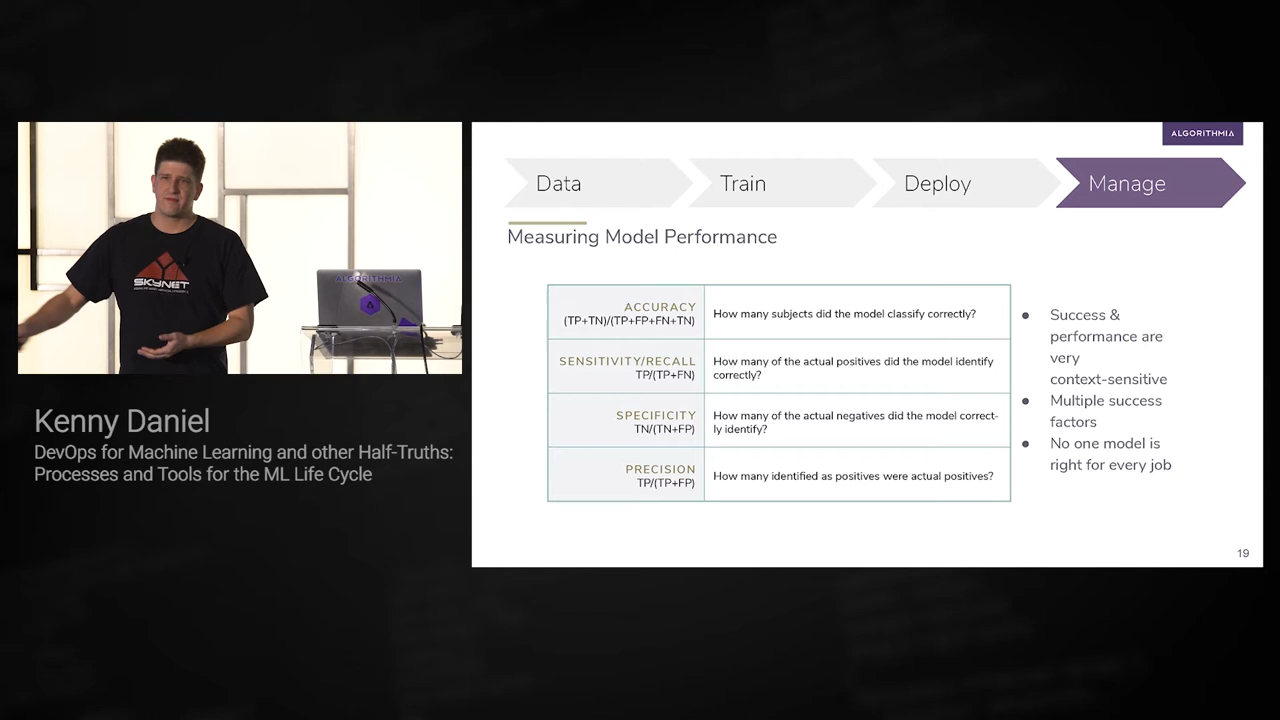 ALGORITHMIA
SKYNET
ALGORITHMIA
Kenny Daniel
DevOps for Machine Learning and other Half-Truths:
Processes and Tools for the ML Life Cycle
Data
Train
Deploy
Manage
Measuring Model Performance
ACCURACY
(TP+TN)/(TP+FP+FN+TN)
How many subjects did the model classify correctly?
SENSITIVITY/RECALL
TP/(TP+FN)
How many of the actual positives did the model identify
correctly?
SPECIFICITY
TN/(TN+FP)
How many of the actual negatives did the model correct-
ly identify?
PRECISION
TP/(TP+FP)
How many identified as positives were actual positives?
● Success &
performance are
very
context-sensitive
● Multiple success
factors
● No one model is
right for every job
19